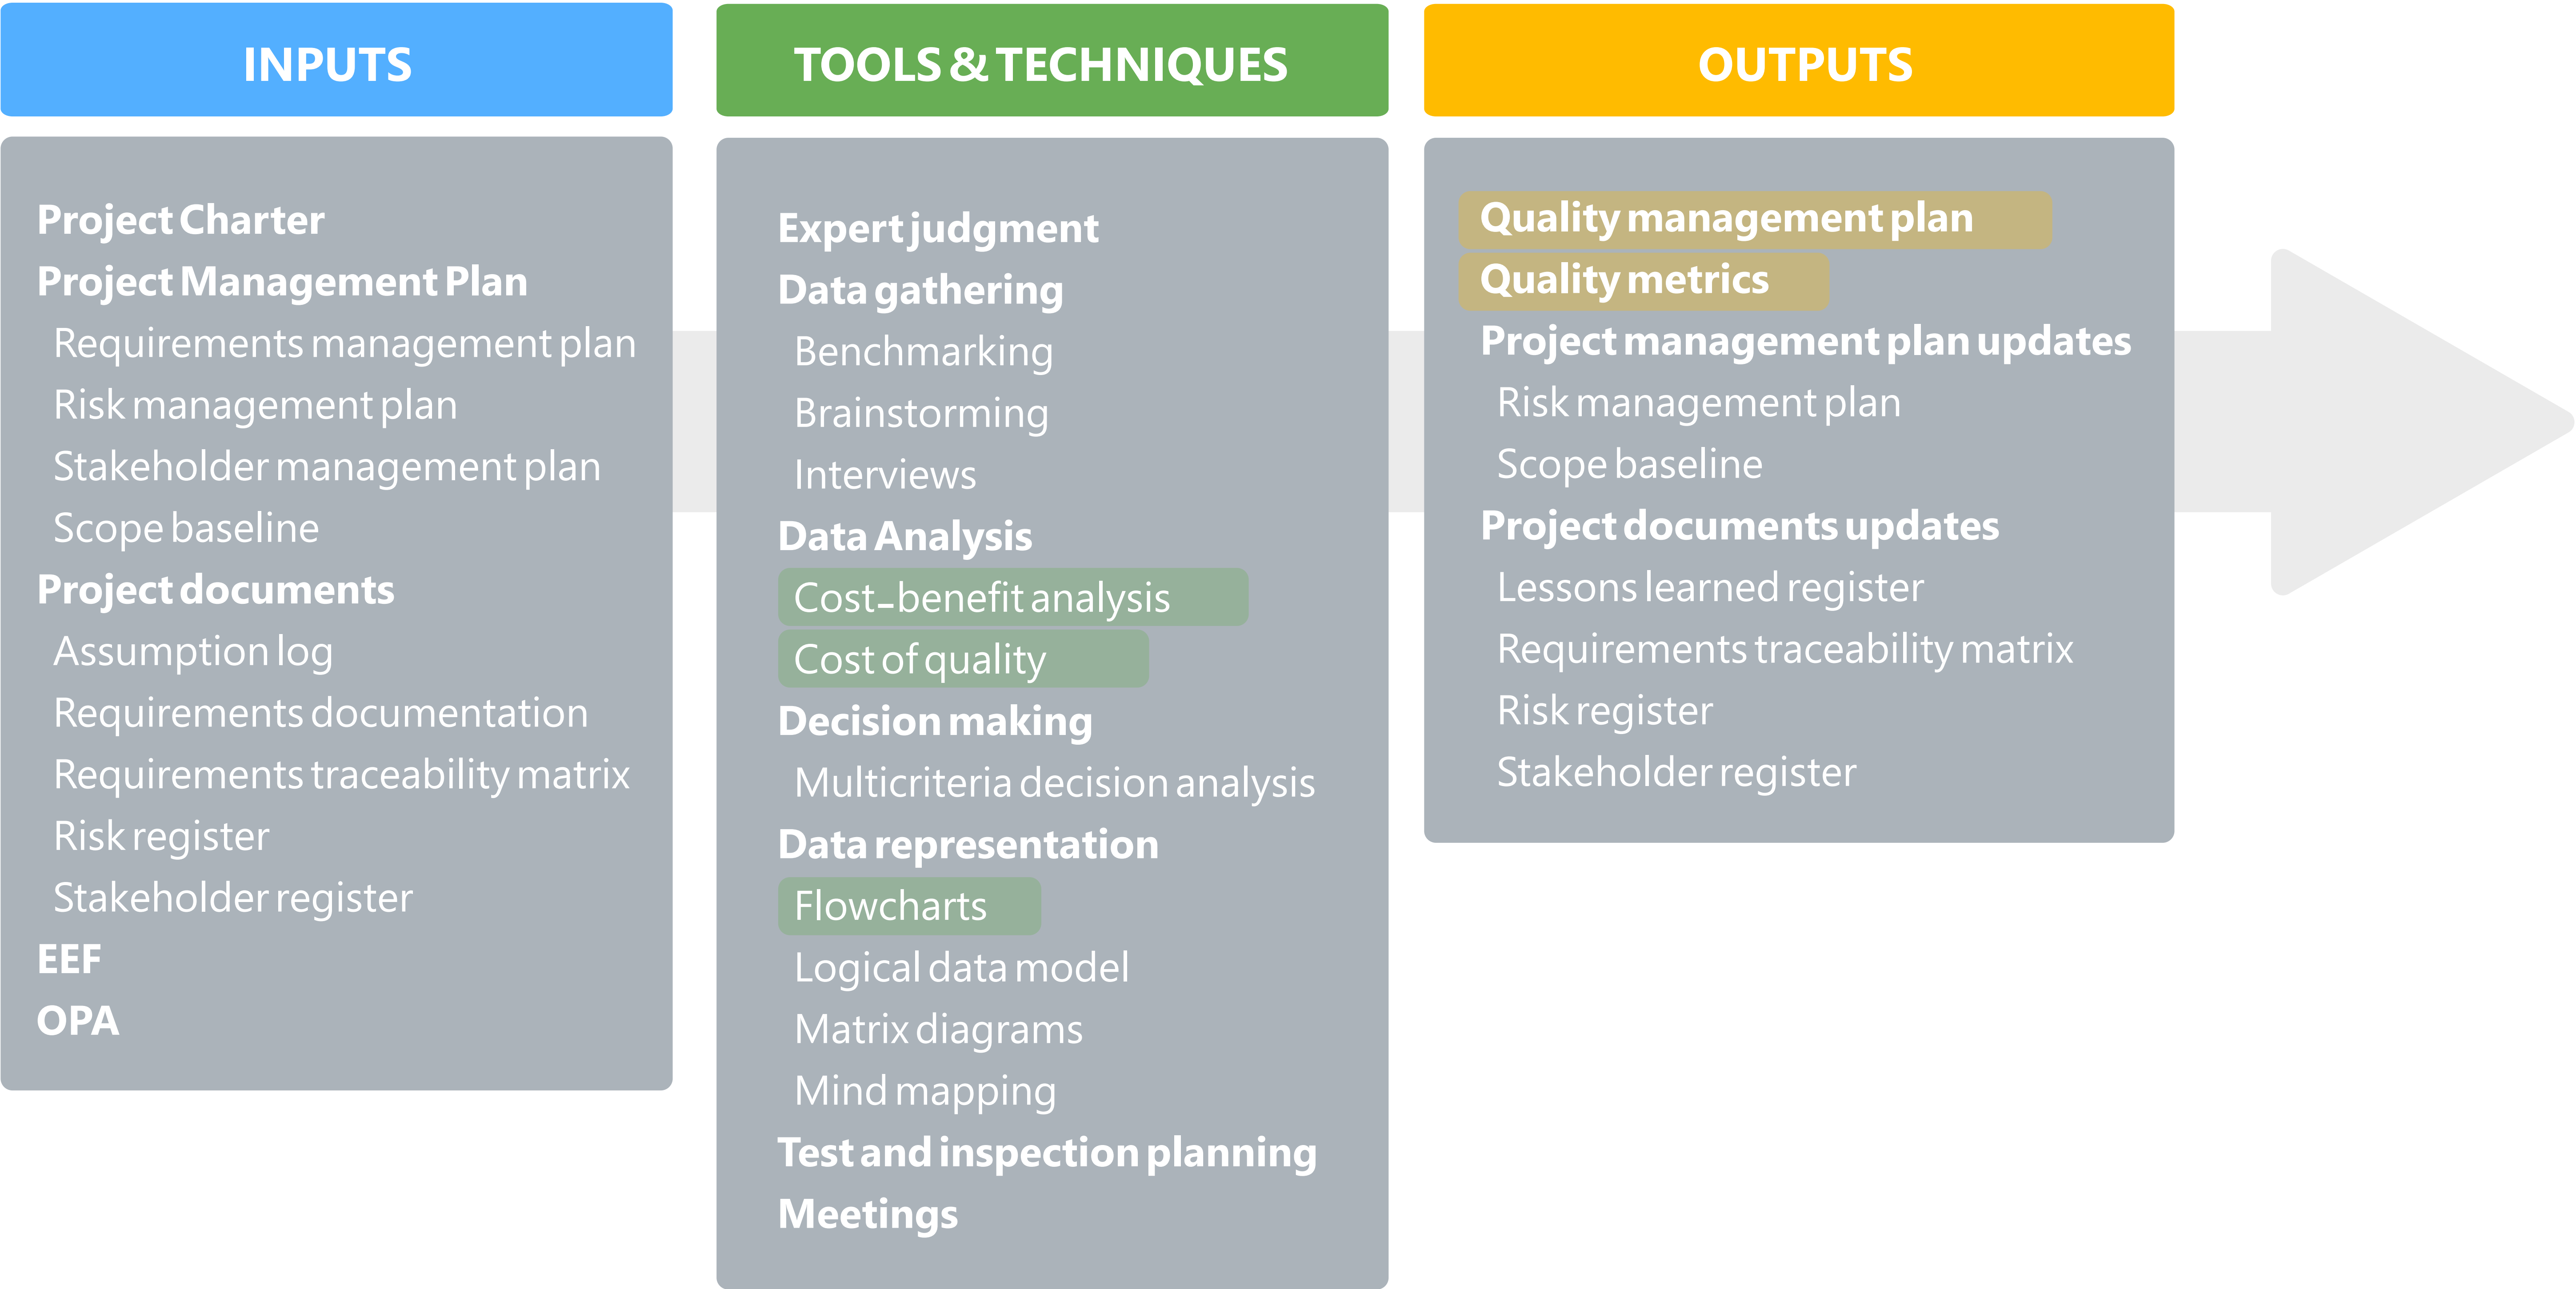 INPUTS
Project Charter
Project Management Plan
Requirements management plan
Risk management plan
Stakeholder management plan
Scope baseline
Project documents
Assumption log
Requirements documentation
Requirements traceability matrix
Risk register
Stakeholder register
EEF
OPA
TOOLS & TECHNIQUES
Expert judgment
Data gathering
Benchmarking
Brainstorming
Interviews
Data Analysis
Cost-benefit analysis
Cost of quality
Decision making
Multicriteria decision analysis
Data representation
Flowcharts
Logical data model
Matrix diagrams
Mind mapping
Test and inspection planning
Meetings
OUTPUTS
Quality management plan
Quality metrics
Project management plan updates
Risk management plan
Scope baseline
Project documents updates
Lessons learned register
Requirements traceability matrix
Risk register
Stakeholder register